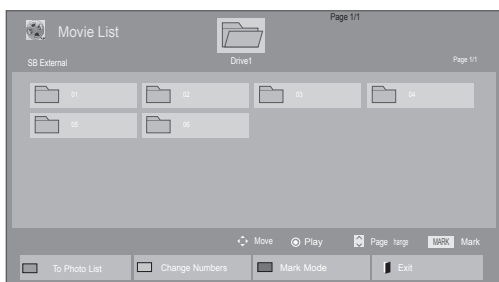 Page 1/1
Movie List
Drive1
SB External
Page 1/1
01 02 03 04
05 06
Move Play Page hange MARK Mark
To Photo List Change Numbers Mark Mode Exit